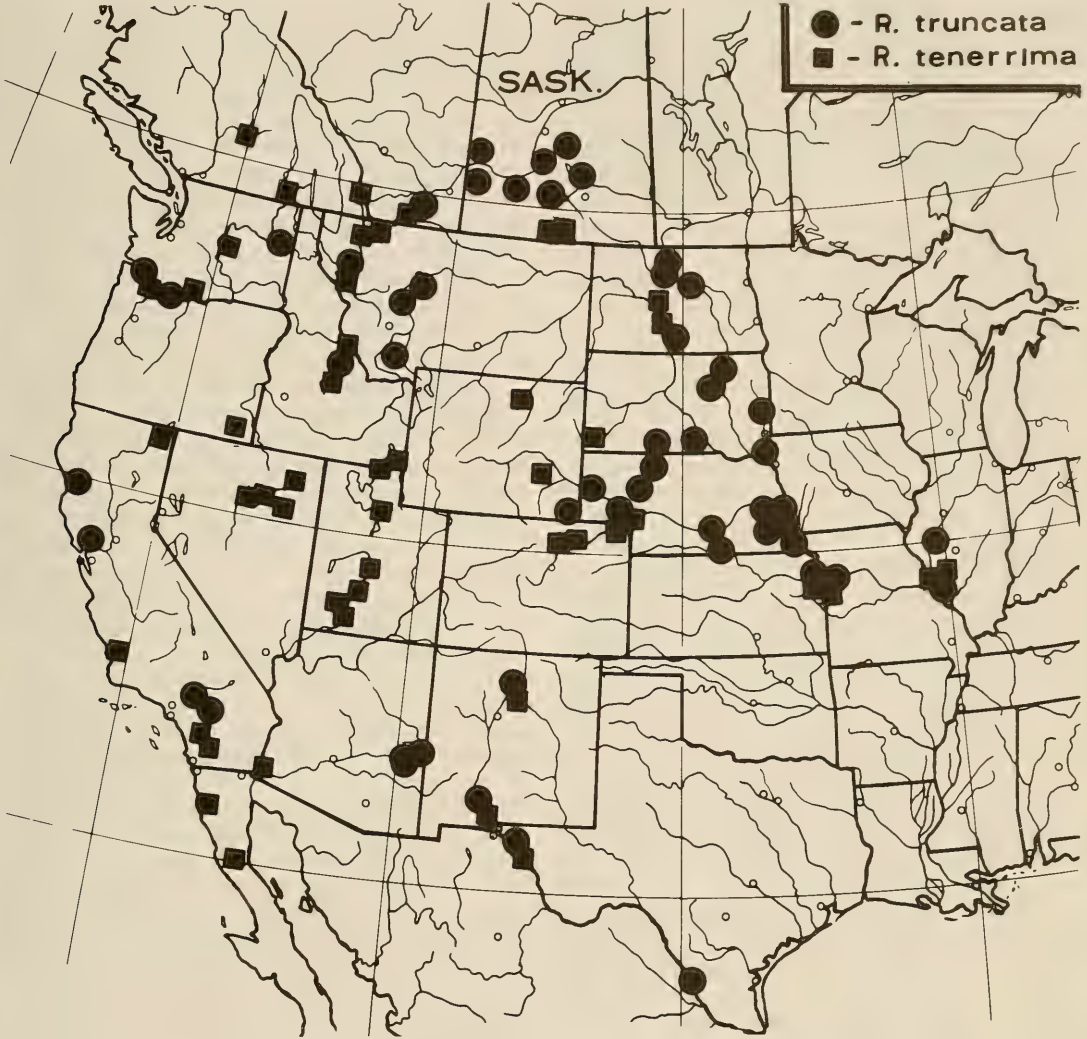 ● - R. truncata
■ - R. tenerrima
SASK.